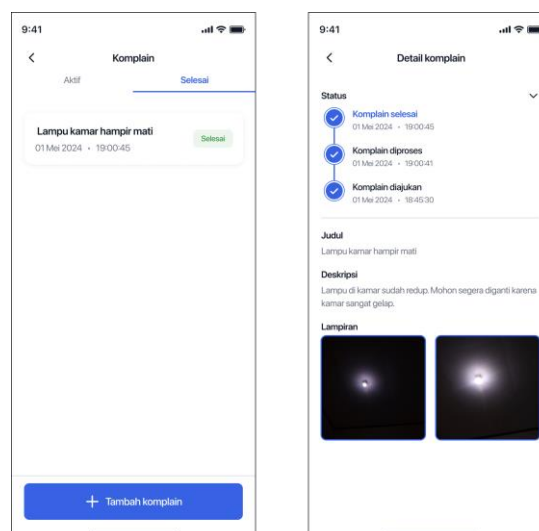 9:41
Komplain
Aktif
Selesai
Lampu kamar hampir mati
01 Mei 2024 • 19:00:45
Selesai
+ Tambah komplain
9:41
Detail komplain
Status
Komplain selesai
01 Mei 2024 • 19:00:45
Komplain diproses
01 Mei 2024 • 19:00:41
Komplain diajukan
01 Mei 2024 • 18:45:30
Judul
Lampu kamar hampir mati
Deskripsi
Lampu di kamar sudah redup. Mohon segera diganti karena
kamar sangat gelap.
Lampiran